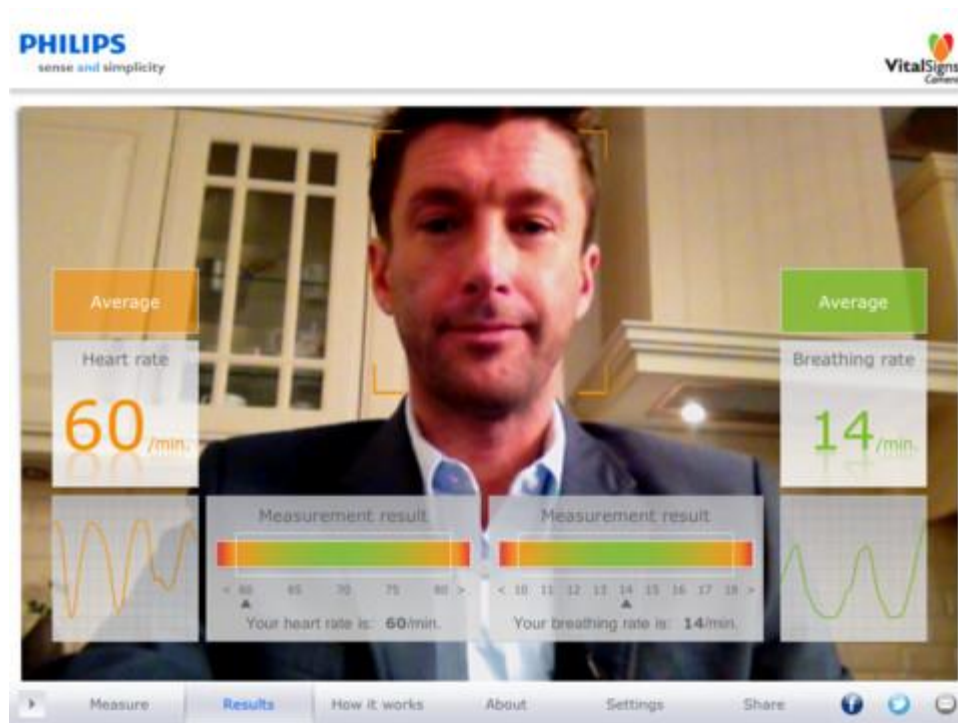 PHILIPS
sense and simplicity
VitalSigns
Camera
Average
Heart rate
60/min.
Average
Breathing rate
14/min.
Measurement result
< 60 65 70 75 80 >
Your heart rate is: 60/min.
Measurement result
< 10 11 12 13 14 15 16 17 18 >
Your breathing rate is: 14/min.
Measure
Results
How it works
About
Settings
Share